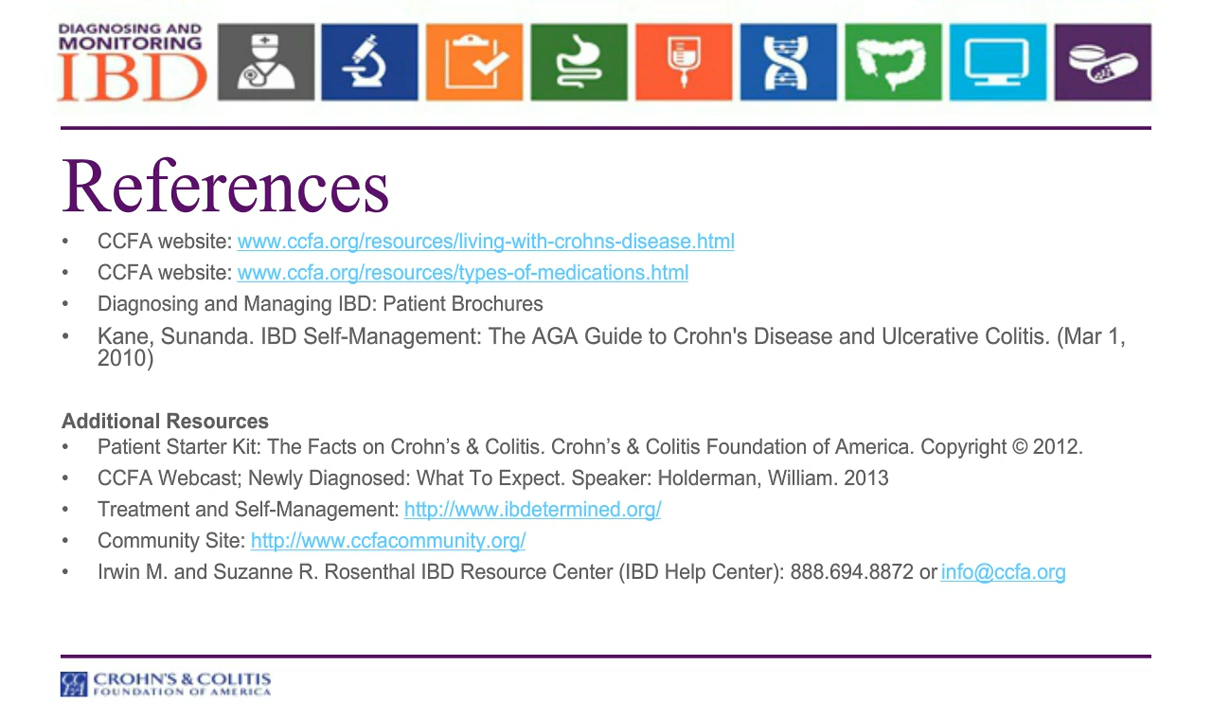 DIAGNOSING AND
MONITORING
IBD
References
• CCFA website: www.ccfa.org/resources/living-with-crohns-disease.html
• CCFA website: www.ccfa.org/resources/types-of-medications.html
• Diagnosing and Managing IBD: Patient Brochures
• Kane, Sunanda. IBD Self-Management: The AGA Guide to Crohn's Disease and Ulcerative Colitis. (Mar 1,
2010)
Additional Resources
• Patient Starter Kit: The Facts on Crohn’s & Colitis. Crohn’s & Colitis Foundation of America. Copyright © 2012.
• CCFA Webcast; Newly Diagnosed: What To Expect. Speaker: Holderman, William. 2013
• Treatment and Self-Management: http://www.ibdetermined.org/
• Community Site: http://www.ccfacommunity.org/
• Irwin M. and Suzanne R. Rosenthal IBD Resource Center (IBD Help Center): 888.694.8872 or info@ccfa.org
CCFA
CROHN'S & COLITIS
FOUNDATION OF AMERICA